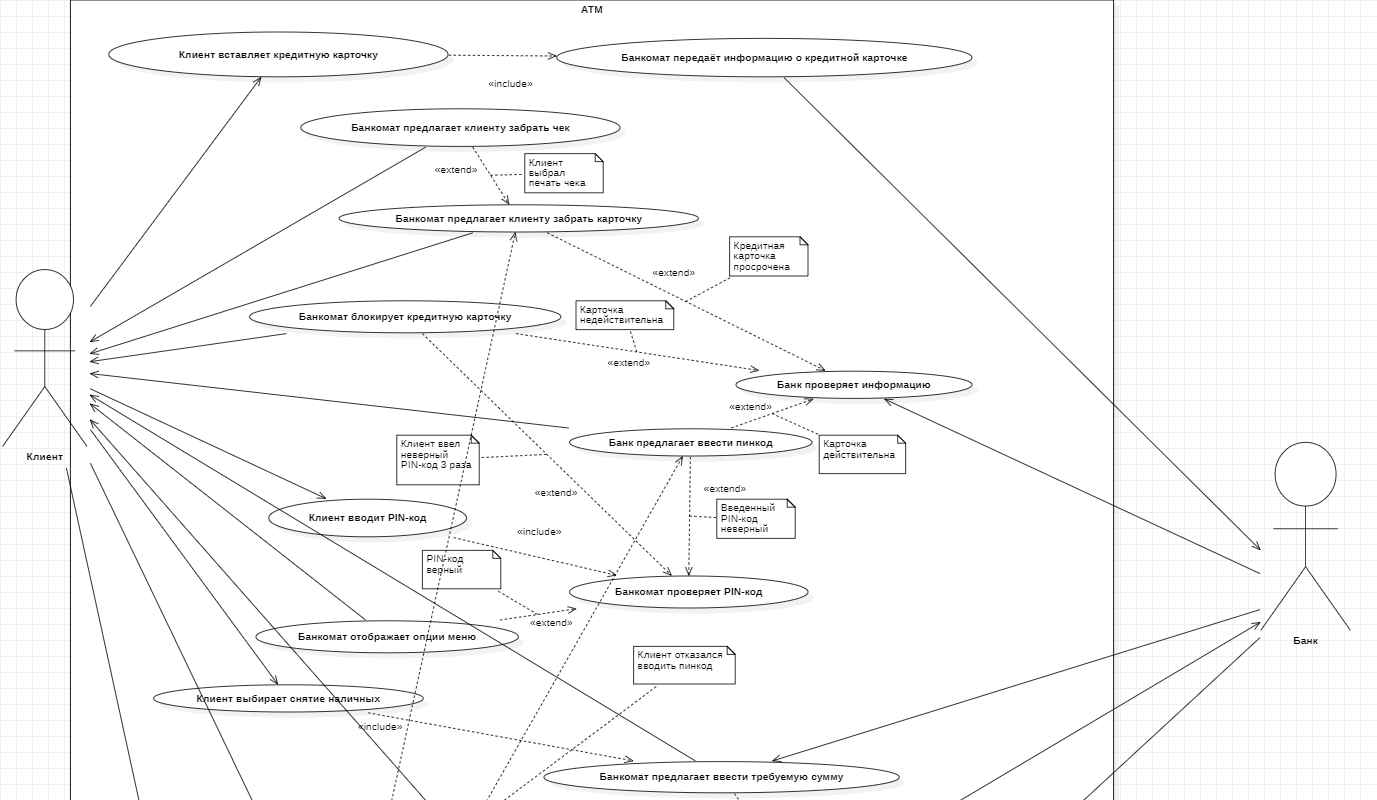 ATM
Клиент вставляет кредитную карточку
Банкомат передаёт информацию о кредитной карточке
«include»
Банкомат предлагает клиенту забрать чек
«extend»
Клиент
выбрал
печать чека
Банкомат предлагает клиенту забрать карточку
Кредитная
карточка
просрочена
«extend»
Карточка
недействительна
Банкомат блокирует кредитную карточку
«extend»
Банк проверяет информацию
«extend»
Банк предлагает ввести пинкод
Карточка
действительна
Клиент ввел
неверный
PIN-код 3 раза
Клиент
«extend»
«extend»
Введенный
PIN-код
неверный
Клиент вводит PIN-код
«include»
PIN-код
верный
Банкомат проверяет PIN-код
«extend»
Банкомат отображает опции меню
Банк
Клиент отказался
вводить пинкод
Клиент выбирает снятие наличных
«include»
Банкомат предлагает ввести требуемую сумму